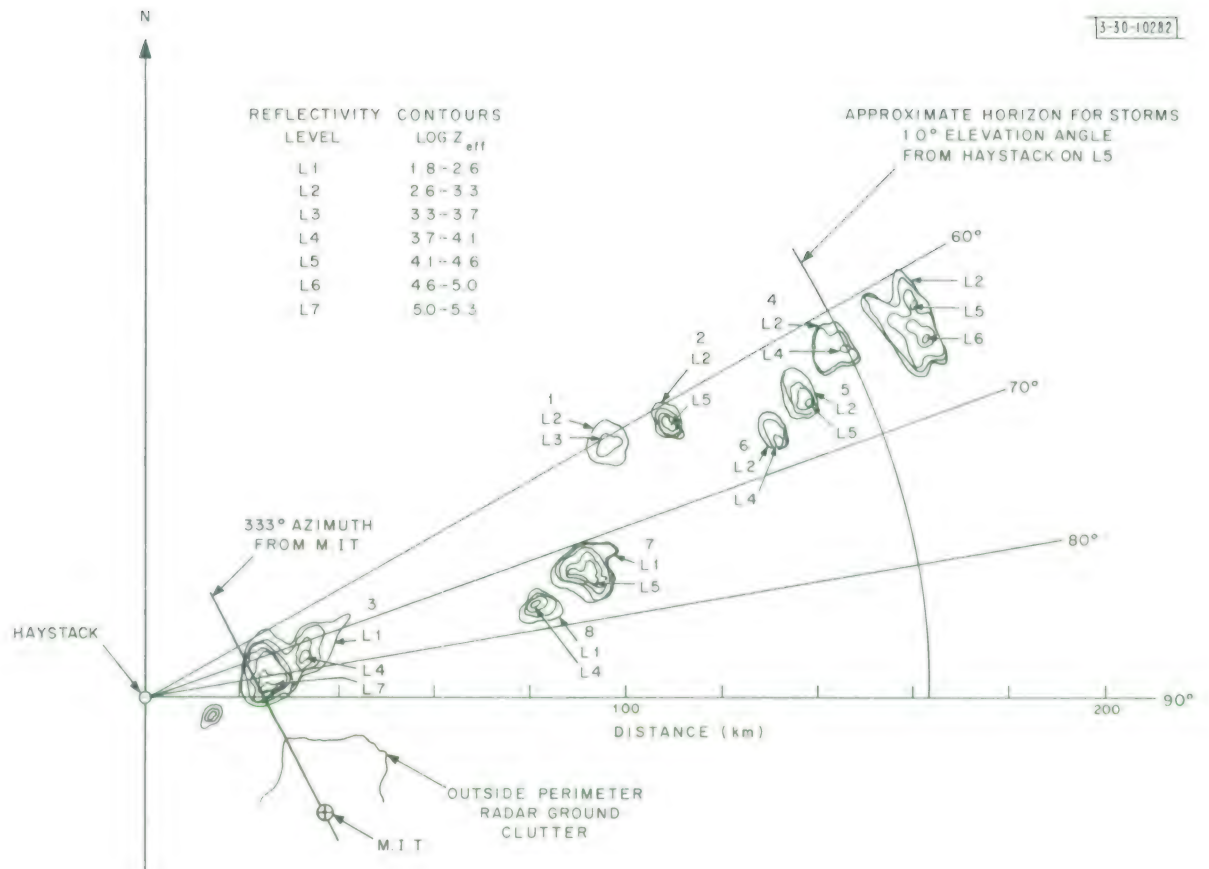 N
3-30-10282
REFLECTIVITY CONTOURS
LEVEL LOG Z eff
L1 1 8-2 6
L2 2 6-3 3
L3 3 3-3 7
L4 3 7-4 1
L5 4 1-4 6
L6 4 6-5 0
L7 5 0-5 3
APPROXIMATE HORIZON FOR STORMS
1 0° ELEVATION ANGLE
FROM HAYSTACK ON L5
60°
L2
L5
L6
4
L2
L4
2
L2
L5
1
L2
L3
5
L2
L5
6
L2
L4
70°
333° AZIMUTH
FROM M I T
7
L1
L5
80°
3
L1
L4
L7
8
L1
L4
HAYSTACK
100
200
90°
DISTANCE (km)
OUTSIDE PERIMETER
RADAR GROUND
CLUTTER
M.I T